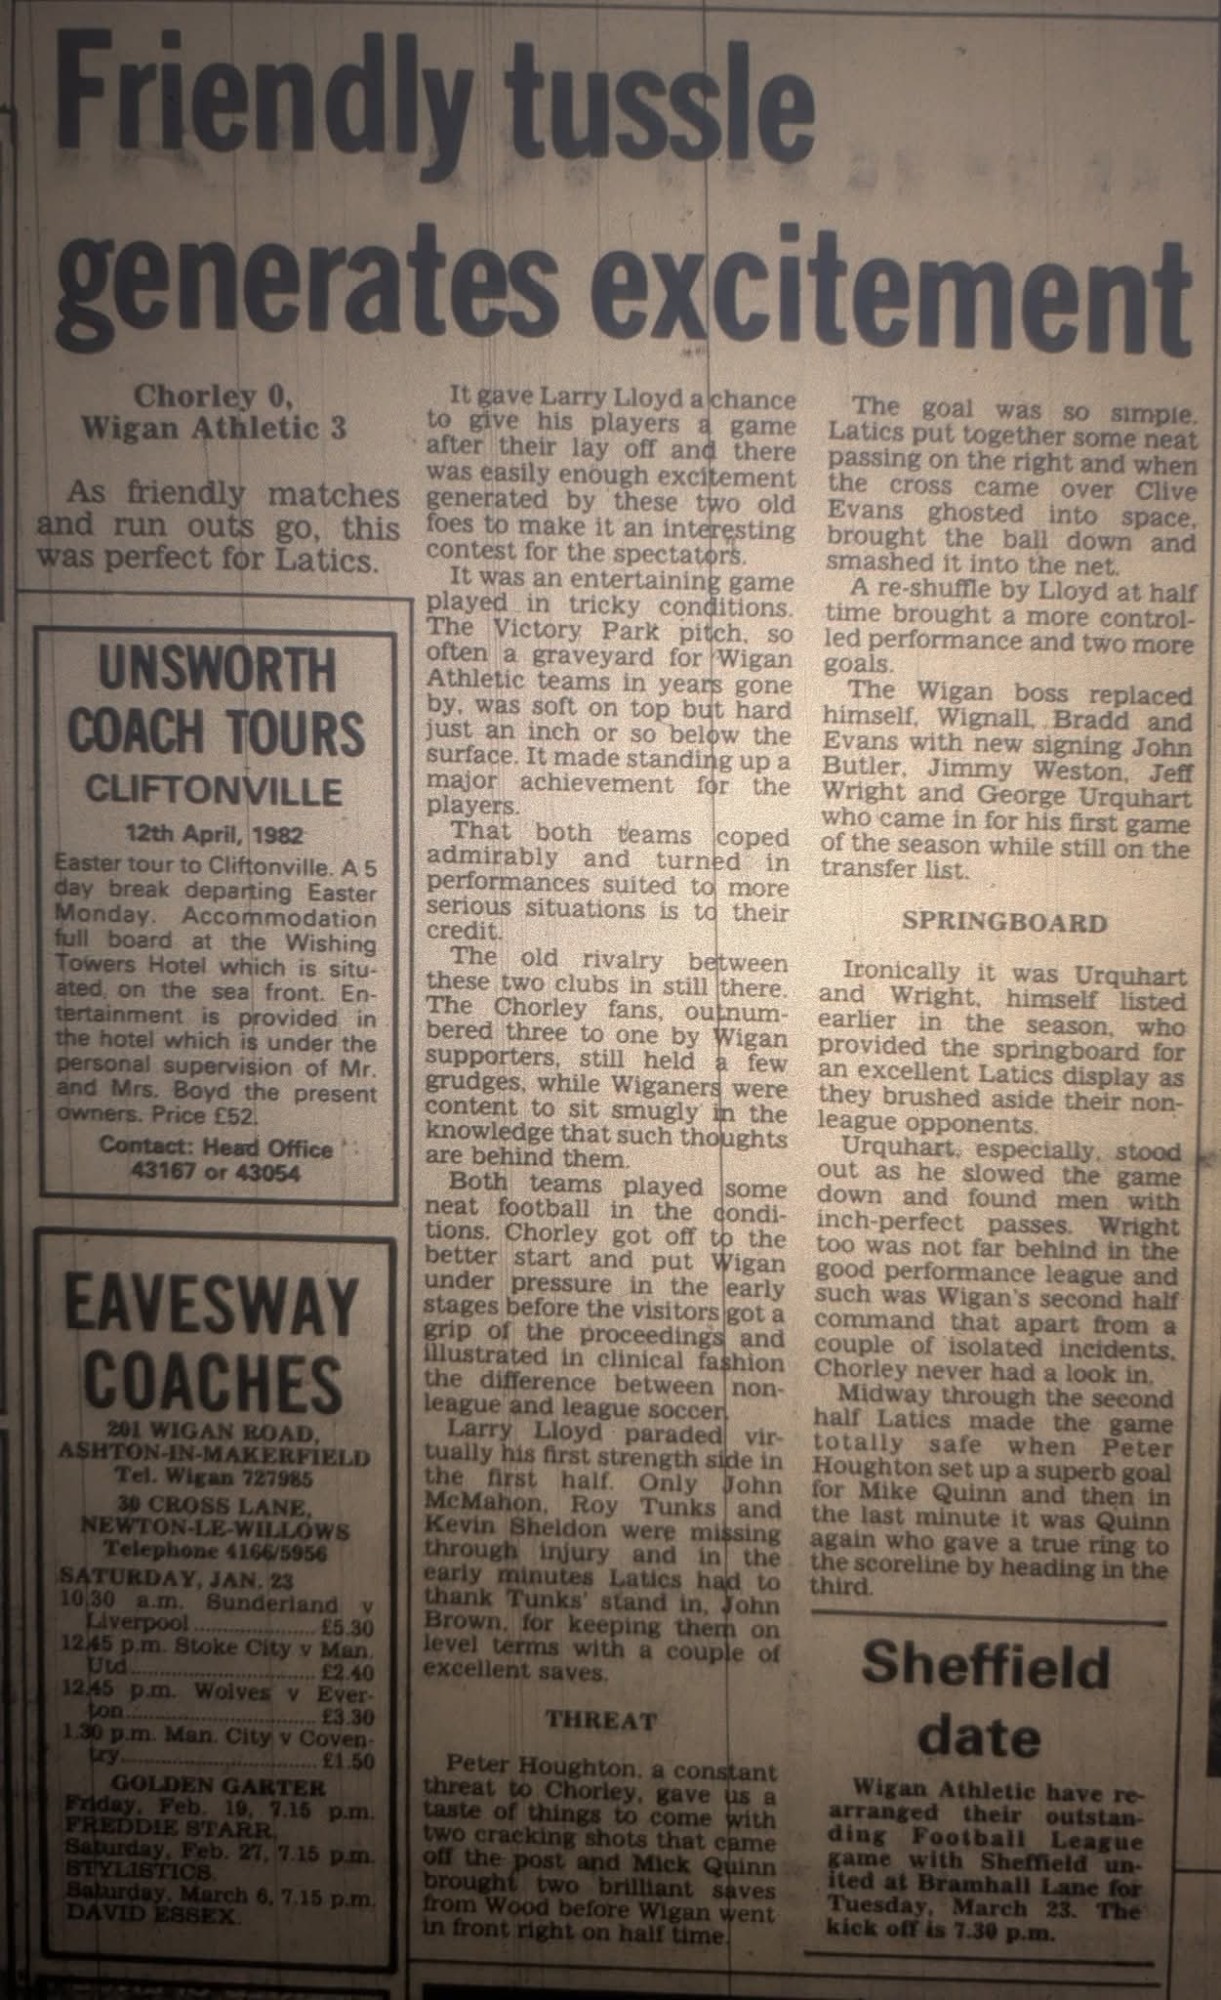 Friendly tussle
generates excitement
Chorley 0,
Wigan Athletic 3
As friendly matches
and run outs go, this
was perfect for Latics.
UNSWORTH
COACH TOURS
CLIFTONVILLE
12th April, 1982
Easter tour to Cliftonville. A 5
day break departing Easter
Monday. Accommodation
full board at the Wishing
Towers Hotel which is situ-
ated on the sea front. En-
tertainment is provided in
the hotel which is under the
personal supervision of Mr.
and Mrs. Boyd the present
owners. Price £52.
Contact: Head Office
43167 or 43054
EAVESWAY
COACHES
201 WIGAN ROAD,
ASHTON-IN-MAKERFIELD
Tel. Wigan 727985
30 CROSS LANE,
NEWTON-LE-WILLOWS
Telephone 4166/5956
SATURDAY, JAN. 23
10.30 a.m. Sunderland v
Liverpool .................... £5.30
12.45 p.m. Stoke City v Man.
Utd.............................. £2.40
12.45 p.m. Wolves v Ever-
ton............................... £3.30
1.30 p.m. Man. City v Coven-
try................................ £1.50
GOLDEN GARTER
Friday, Feb. 19, 7.15 p.m.
FREDDIE STARR.
Saturday, Feb. 27, 7.15 p.m.
STYLISTICS.
Saturday, March 6, 7.15 p.m.
DAVID ESSEX.
It gave Larry Lloyd a chance
to give his players a game
after their lay off and there
was easily enough excitement
generated by these two old
foes to make it an interesting
contest for the spectators.
It was an entertaining game
played in tricky conditions.
The Victory Park pitch, so
often a graveyard for Wigan
Athletic teams in years gone
by, was soft on top but hard
just an inch or so below the
surface. It made standing up a
major achievement for the
players.
That both teams coped
admirably and turned in
performances suited to more
serious situations is to their
credit.
The old rivalry between
these two clubs in still there.
The Chorley fans, outnum-
bered three to one by Wigan
supporters, still held a few
grudges, while Wiganers were
content to sit smugly in the
knowledge that such thoughts
are behind them.
Both teams played some
neat football in the condi-
tions. Chorley got off to the
better start and put Wigan
under pressure in the early
stages before the visitors got a
grip of the proceedings and
illustrated in clinical fashion
the difference between non-
league and league soccer.
Larry Lloyd paraded vir-
tually his first strength side in
the first half. Only John
McMahon, Roy Tunks and
Kevin Sheldon were missing
through injury and in the
early minutes Latics had to
thank Tunks' stand in, John
Brown, for keeping them on
level terms with a couple of
excellent saves.
THREAT
Peter Houghton, a constant
threat to Chorley, gave us a
taste of things to come with
two cracking shots that came
off the post and Mick Quinn
brought two brilliant saves
from Wood before Wigan went
in front right on half time.
The goal was so simple.
Latics put together some neat
passing on the right and when
the cross came over Clive
Evans ghosted into space,
brought the ball down and
smashed it into the net.
A re-shuffle by Lloyd at half
time brought a more control-
led performance and two more
goals.
The Wigan boss replaced
himself, Wignall, Bradd and
Evans with new signing John
Butler, Jimmy Weston, Jeff
Wright and George Urquhart
who came in for his first game
of the season while still on the
transfer list.
SPRINGBOARD
Ironically it was Urquhart
and Wright, himself listed
earlier in the season, who
provided the springboard for
an excellent Latics display as
they brushed aside their non-
league opponents.
Urquhart, especially, stood
out as he slowed the game
down and found men with
inch-perfect passes. Wright
too was not far behind in the
good performance league and
such was Wigan's second half
command that apart from a
couple of isolated incidents,
Chorley never had a look in.
Midway through the second
half Latics made the game
totally safe when Peter
Houghton set up a superb goal
for Mike Quinn and then in
the last minute it was Quinn
again who gave a true ring to
the scoreline by heading in the
third.
Sheffield
date
Wigan Athletic have re-
arranged their outstan-
ding Football League
game with Sheffield un-
ited at Bramhall Lane for
Tuesday, March 23. The
kick off is 7.30 p.m.